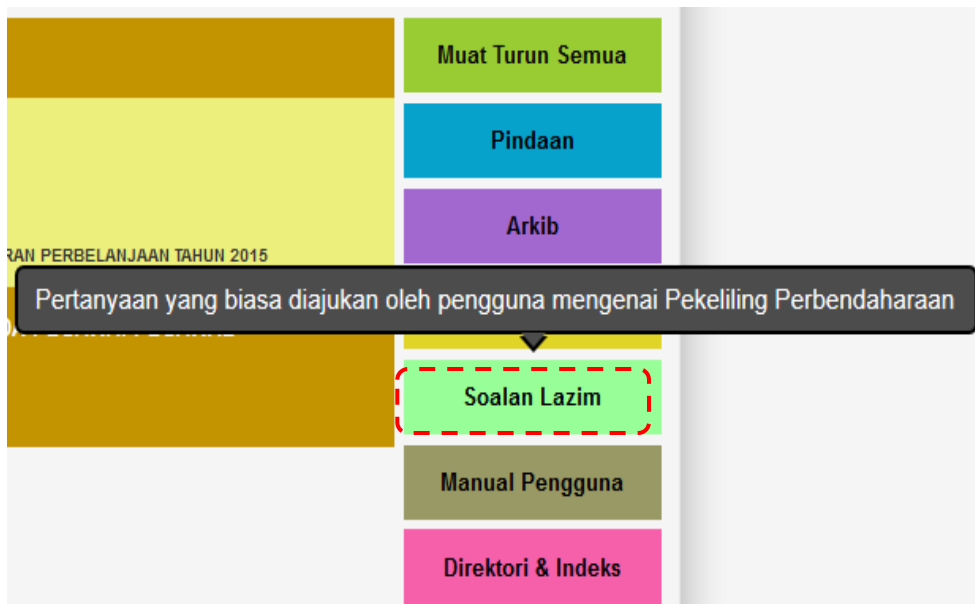 Muat Turun Semua
Pindaan
Arkib
PERBELANJAAN TAHUN 2015
Pertanyaan yang biasa diajukan oleh pengguna mengenai Pekeliling Perbendaharaan
Soalan Lazim
Manual Pengguna
Direktori & Indeks